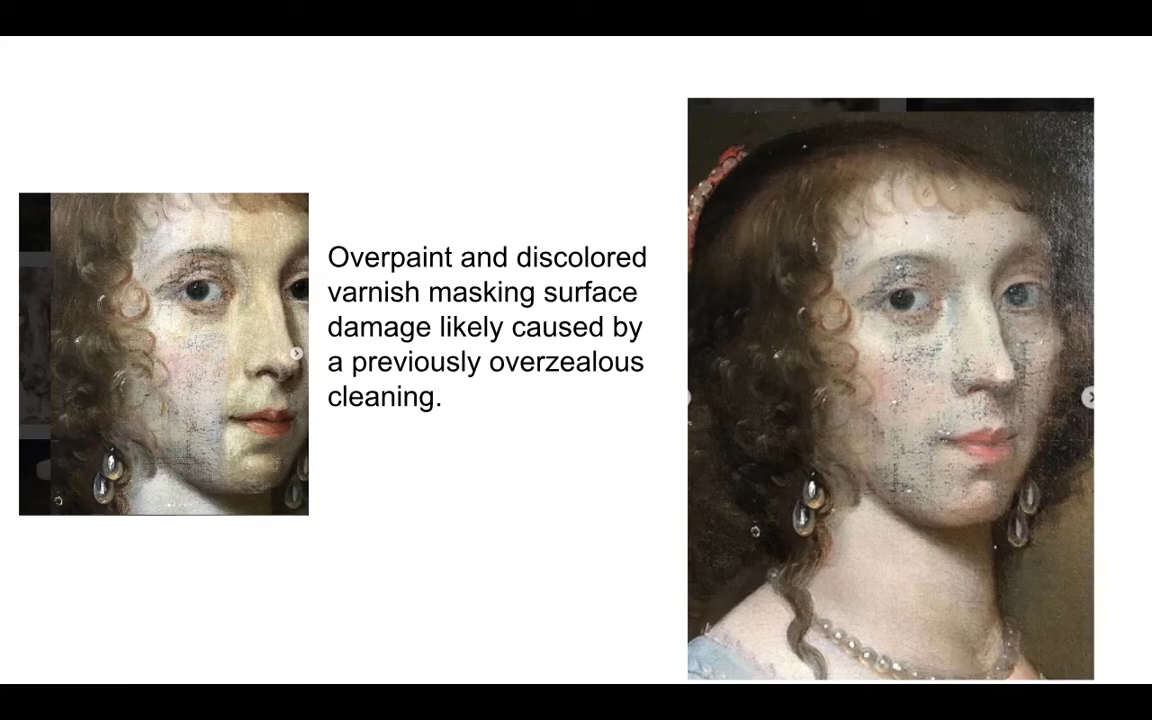 Overpaint and discolored
varnish masking surface
damage likely caused by
a previously overzealous
cleaning.